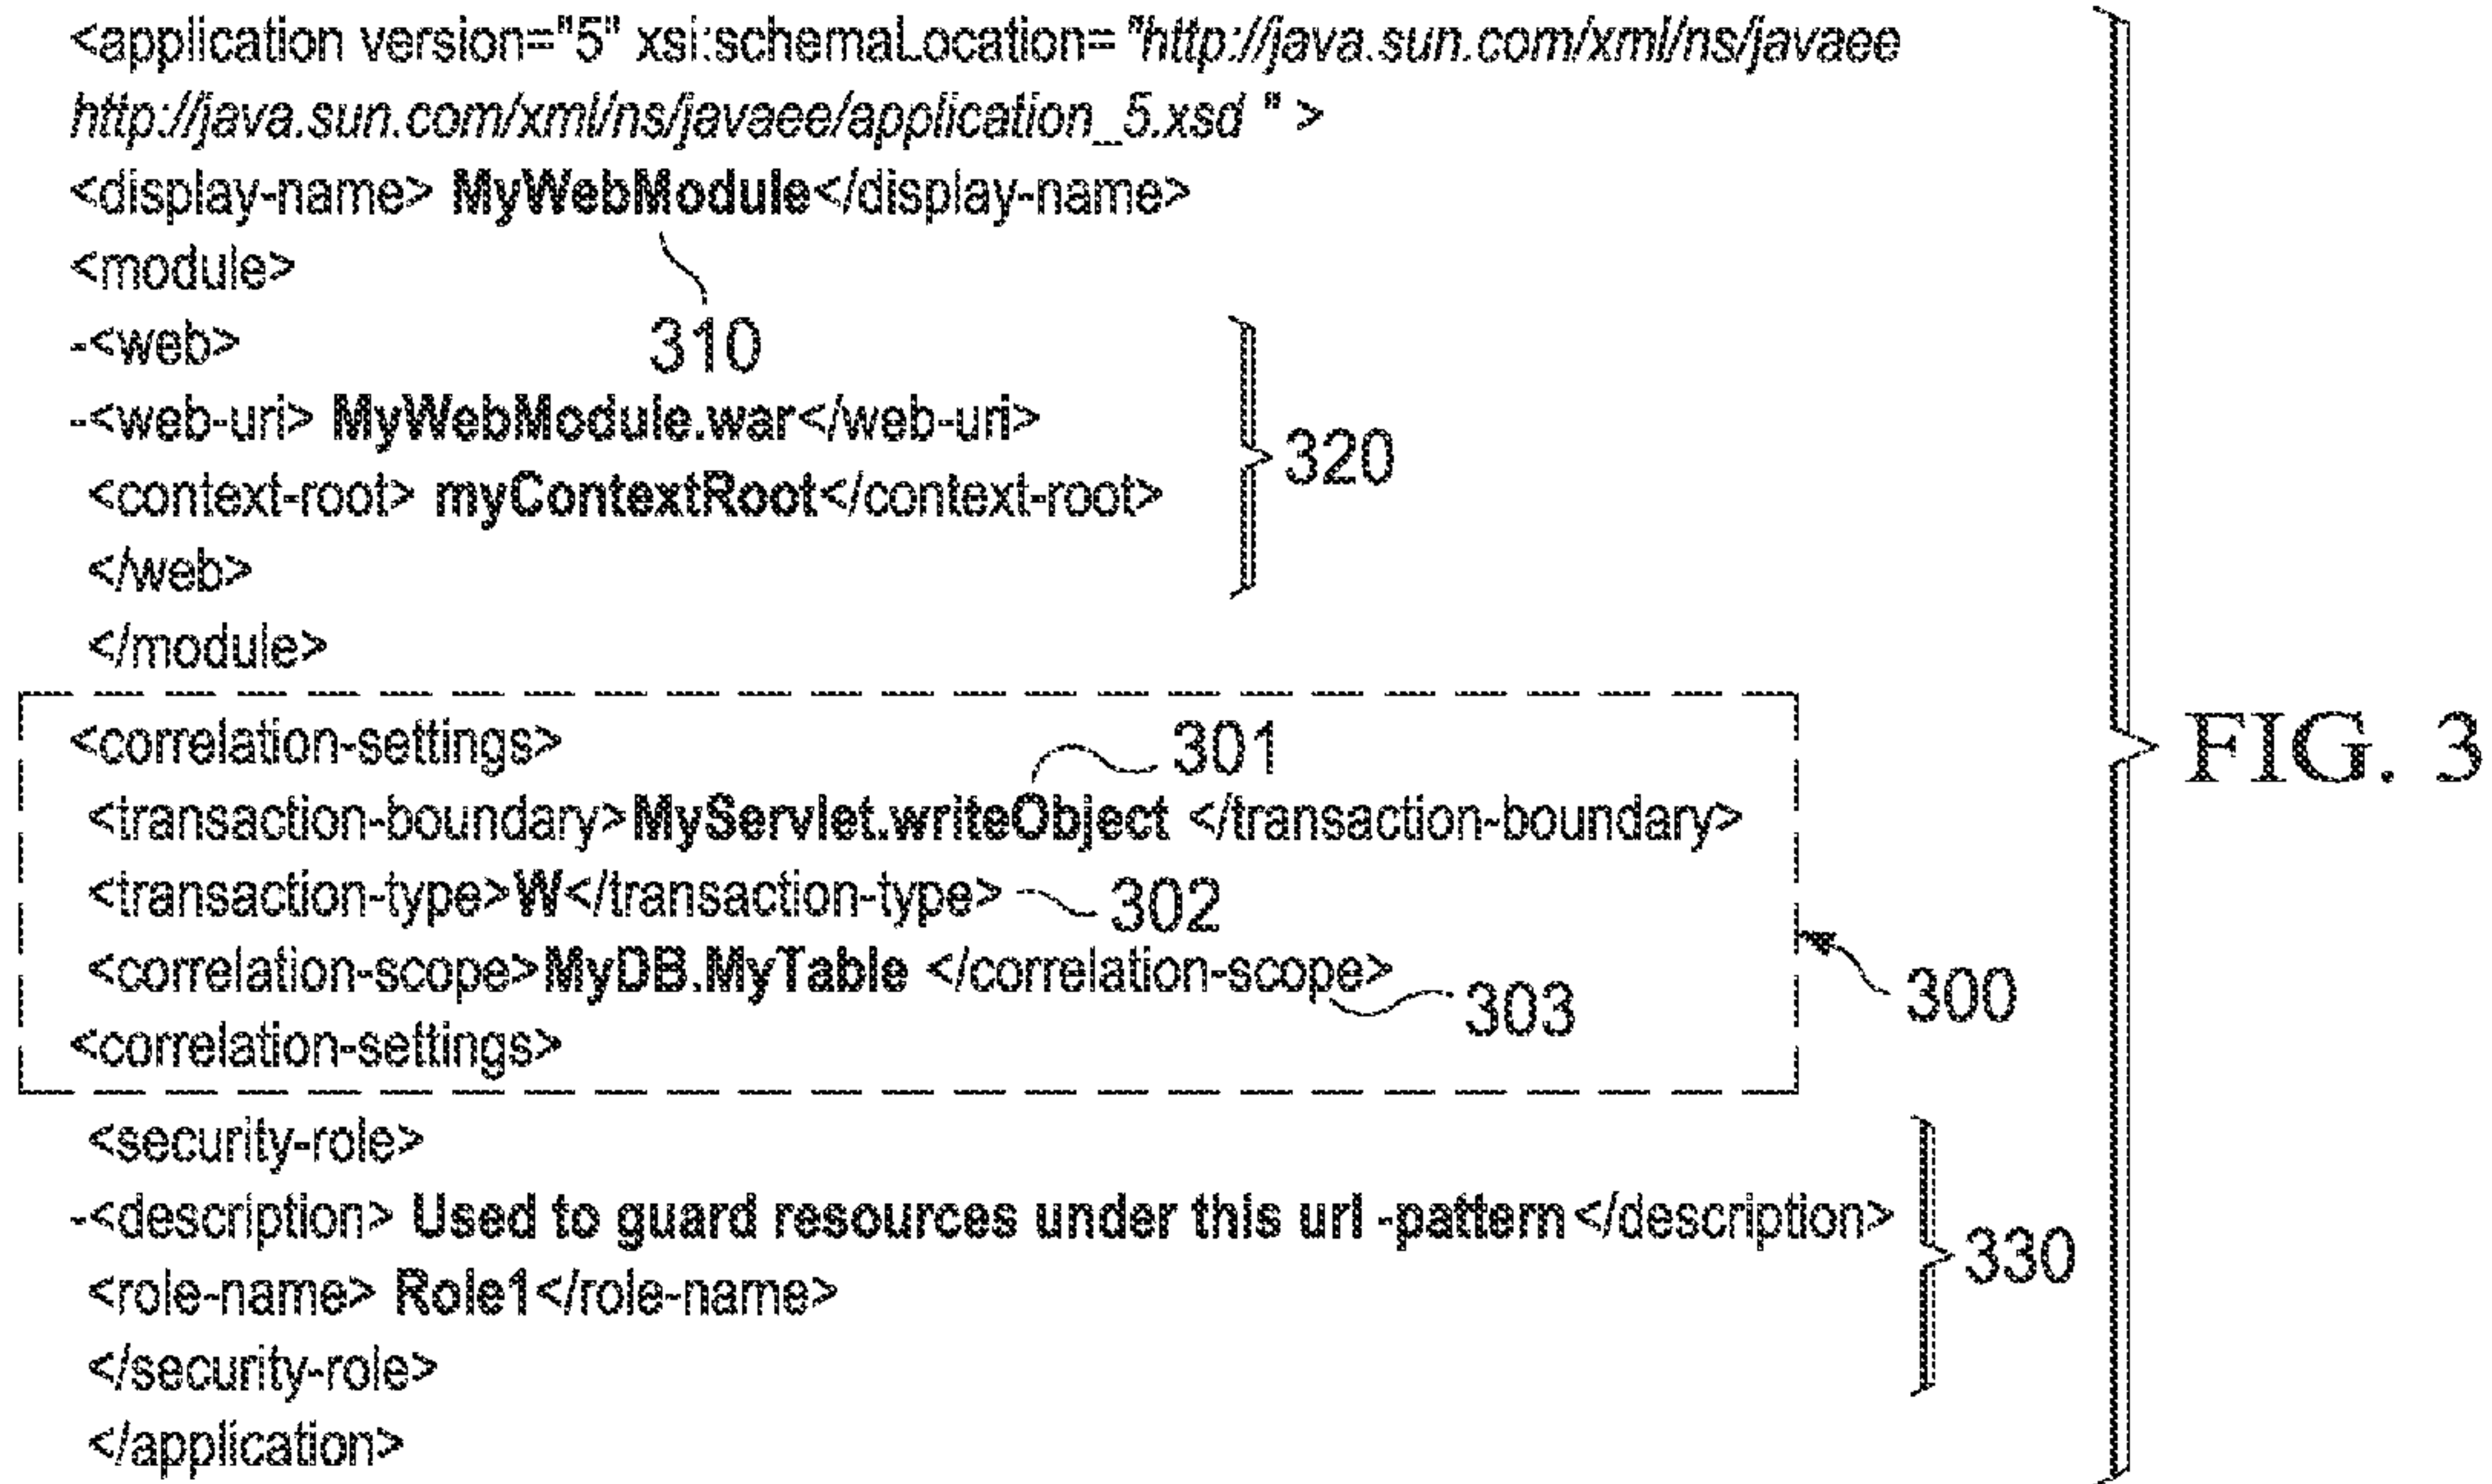 <application version="5" xsi:schemaLocation= "http://java.sun.com/xml/ns/javaee
http://java.sun.com/xml/ns/javaee/application_5.xsd " >
<display-name> MyWebModule</display-name>
<module>
310
-<web>
-<web-uri> MyWebModule.war</web-uri>
<context-root> myContextRoot</context-root>
320
</web>
</module>
<correlation-settings>
301
FIG. 3
<transaction-boundary>MyServlet.writeObject </transaction-boundary>
<transaction-type>W</transaction-type>
302
<correlation-scope>MyDB.MyTable </correlation-scope>
303
300
<correlation-settings>
<security-role>
-<description> Used to guard resources under this url -pattern</description>
330
<role-name> Role1</role-name>
</security-role>
</application>